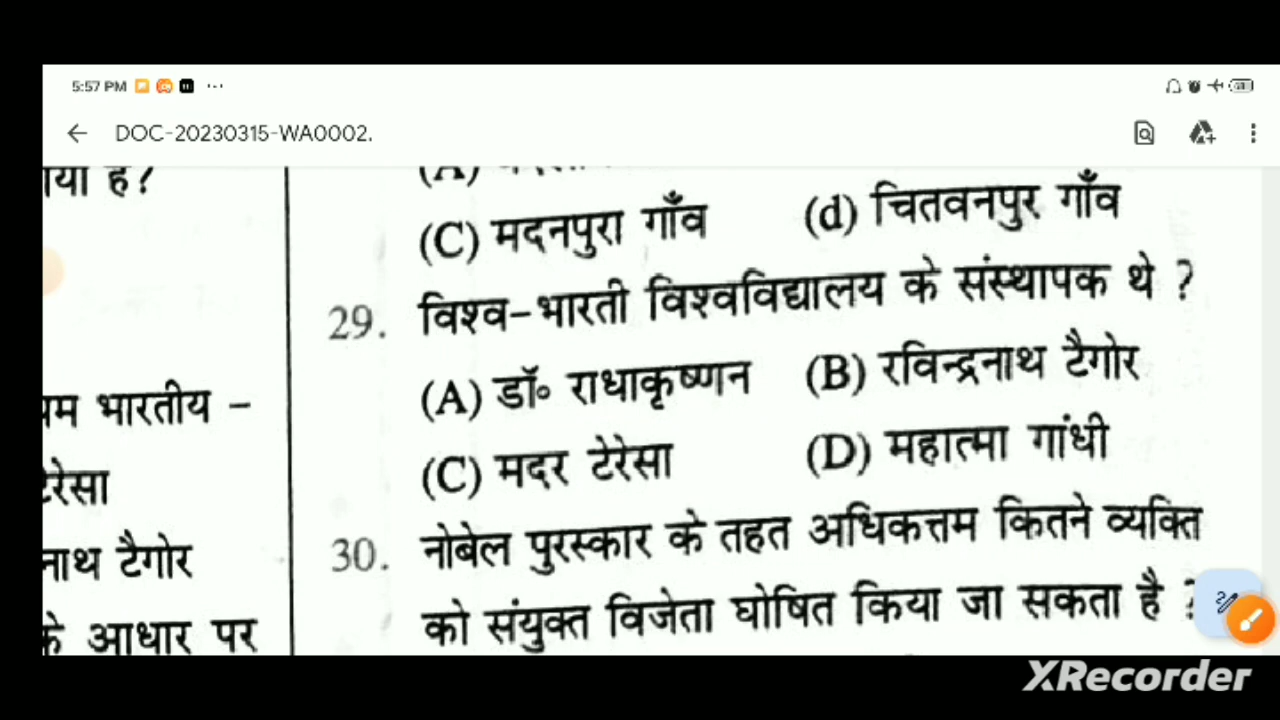 5:57 PM
DOC-20230315-WA0002.
टेरेसा
नाथ टैगोर
के आधार पर
(A)
(C) मदनपुरा गाँव (d) चितवनपुर गाँव
29. विश्व-भारती विश्वविद्यालय के संस्थापक थे ?
(A) डॉ॰ राधाकृष्णन (B) रविन्द्रनाथ टैगोर
(C) मदर टेरेसा (D) महात्मा गांधी
30. नोबेल पुरस्कार के तहत अधिकत्तम कितने व्यक्ति
को संयुक्त विजेता घोषित किया जा सकता है ?
XRecorder